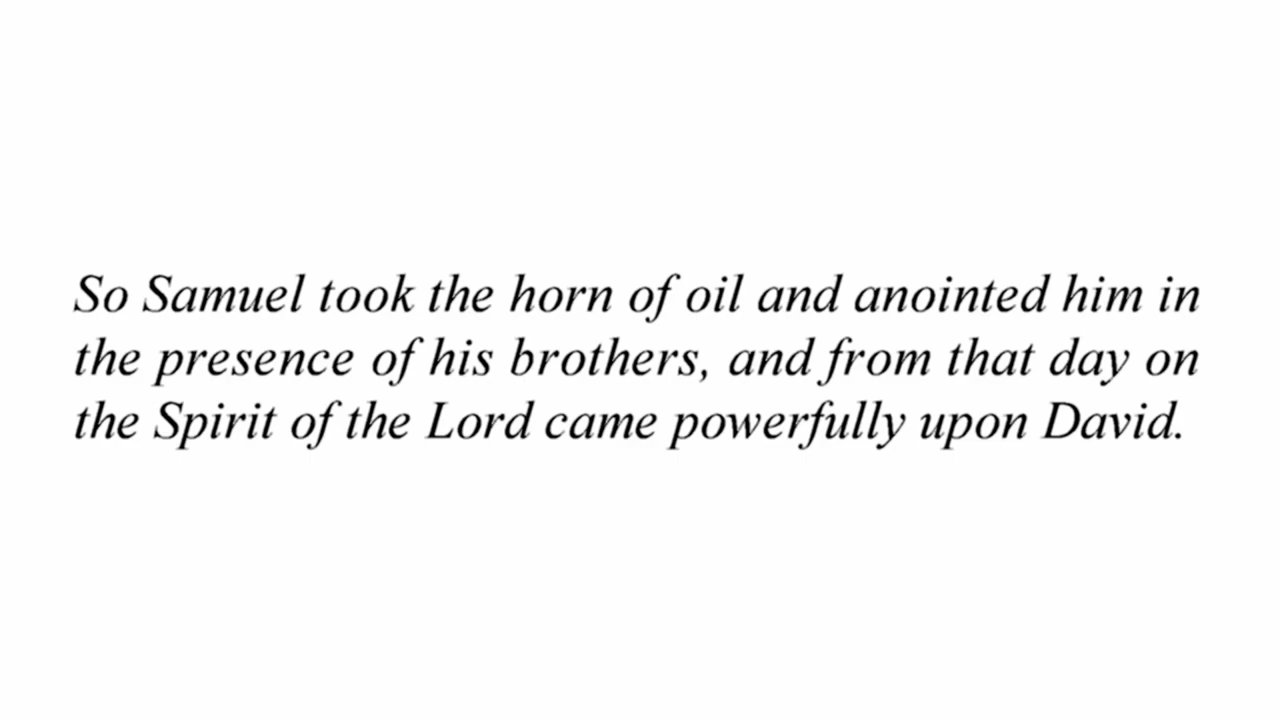 So Samuel took the horn of oil and anointed him in
the presence of his brothers, and from that day on
the Spirit of the Lord came powerfully upon David.